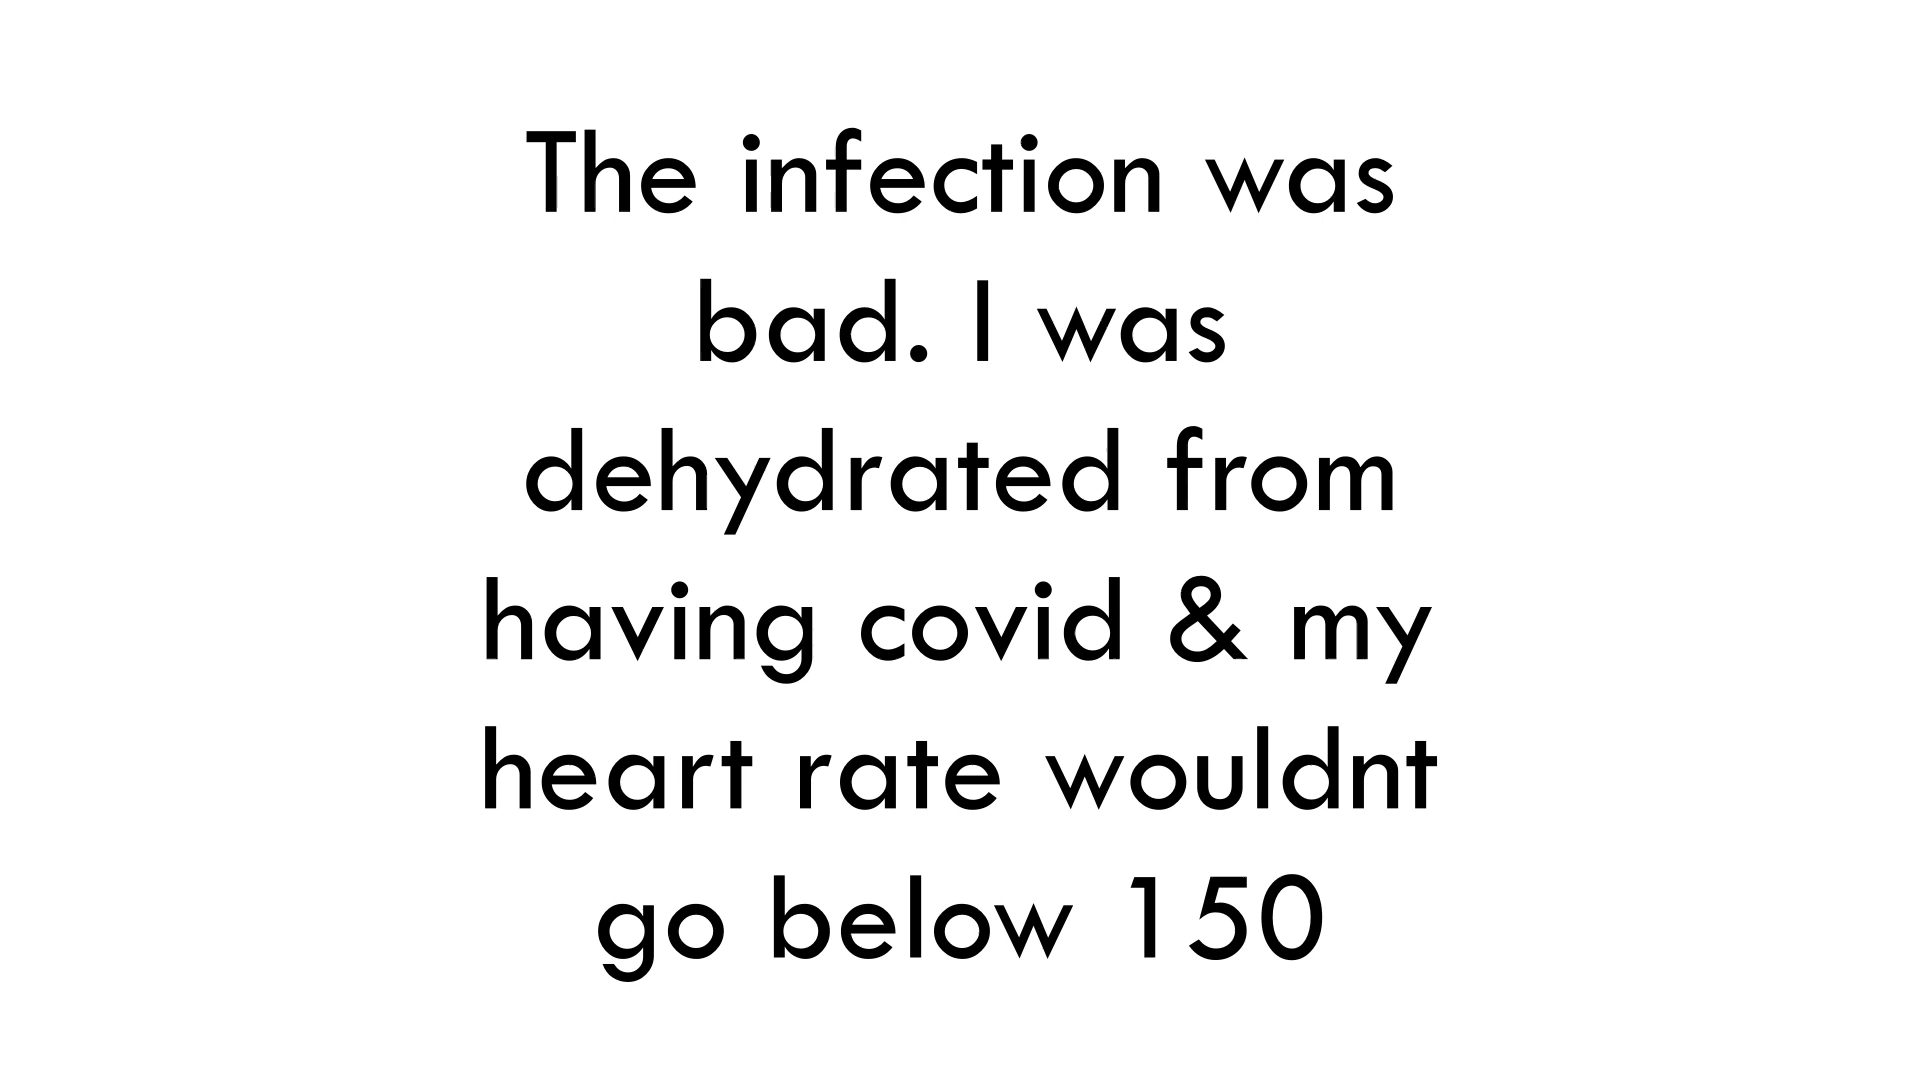 The infection was
bad. I was
dehydrated from
having covid & my
heart rate wouldnt
go below 150